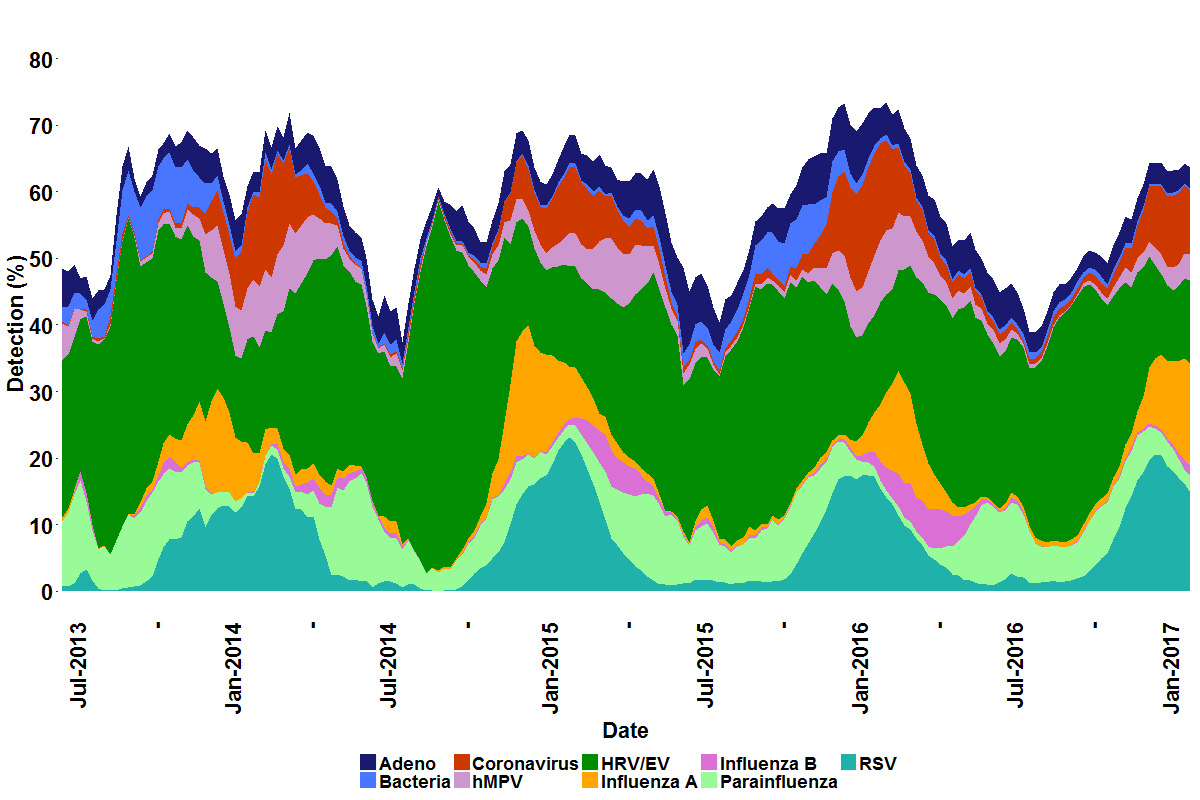 80
70
60
50
40
30
20
10
0
Detection (%)
Jul-2013
-
Jan-2014
-
Jul-2014
-
Jan-2015
-
Jul-2015
-
Jan-2016
-
Jul-2016
-
Jan-2017
Date
Adeno Coronavirus HRV/EV Influenza B RSV
Bacteria hMPV Influenza A Parainfluenza